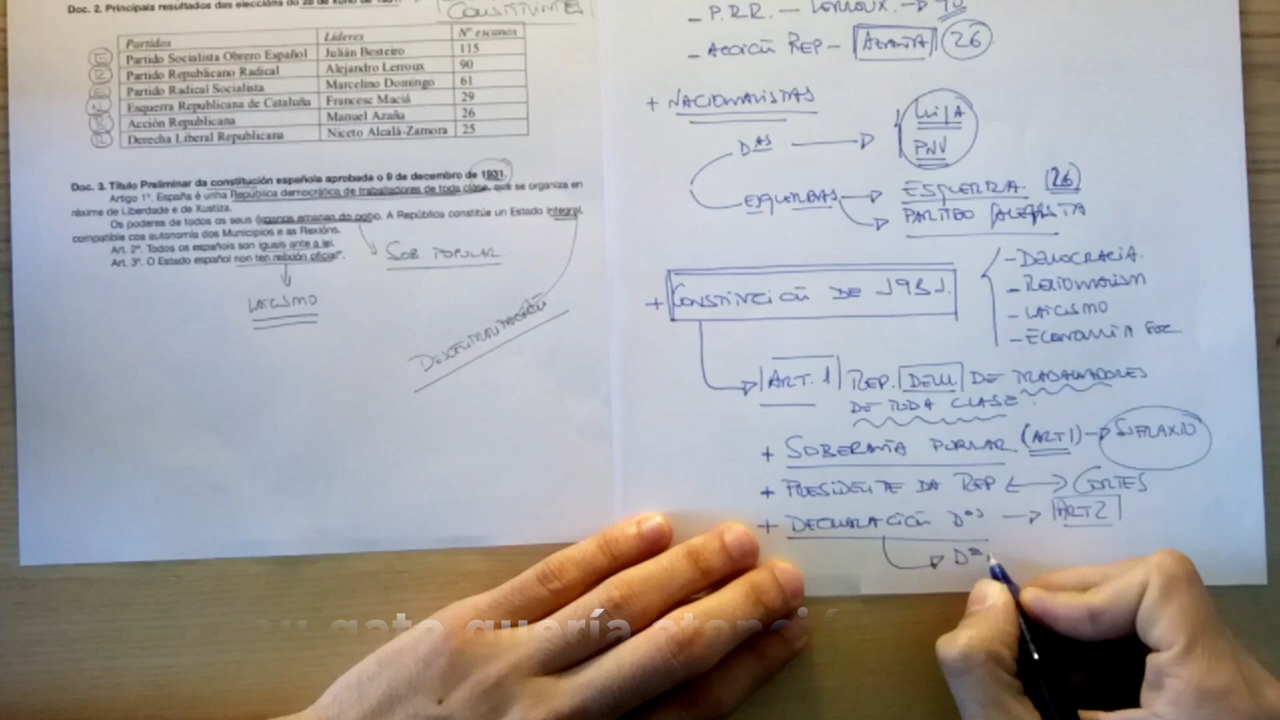 Doc. 2. Principais resultados das eleccións do 28 de xuño de 1931.
CONSTITUINTES
Partidos Líderes Nº escanos
Partido Socialista Obrero Español Julián Besteiro 115
Partido Republicano Radical Alejandro Lerroux 90
Partido Radical Socialista Marcelino Domingo 61
Esquerra Republicana de Cataluña Francesc Maciá 29
Acción Republicana Manuel Azaña 26
Derecha Liberal Republicana Niceto Alcalá-Zamora 25
Doc. 3. Título Preliminar da constitución española aprobada o 9 de decembro de 1931.
Artigo 1º. España é unha República democrática de traballadores de toda clase, que se organiza en
réxime de Liberdade e de Xustiza.
Os poderes de todos os seus órganos emanan do pobo. A República constitúe un Estado integral,
compatible coa autonomía dos Municipios e as Rexións.
Art. 2º. Todos os españois son iguais ante a lei.
Art. 3º. O Estado español non ten relixión oficial".
SOB POPULAR
LAICISMO
- P.R.R. - LERROUX. → 90
- ACCIÓN REP - AZAÑA 26
+ NACIONALISTAS
DAS → LLIGA
PNV
ESQUERDAS → ESQUERRA. (26)
→ PARTIDO GALEGUISTA
+ CONSTITUCIÓN DE 1931.
- DEMOCRACIA.
- LAICISMO
- ECONOMÍA
→ ART. 1 REP. DEM. DE TRABALLADORES
DE TODA CLASE.
+ SOBERANÍA POPULAR. (ART 1) → SUFRAXIO
+ PRESIDENTE DA REP ↔ CORTES
+ DECLARACIÓN Dos → ART 2
→ D
su gato quería